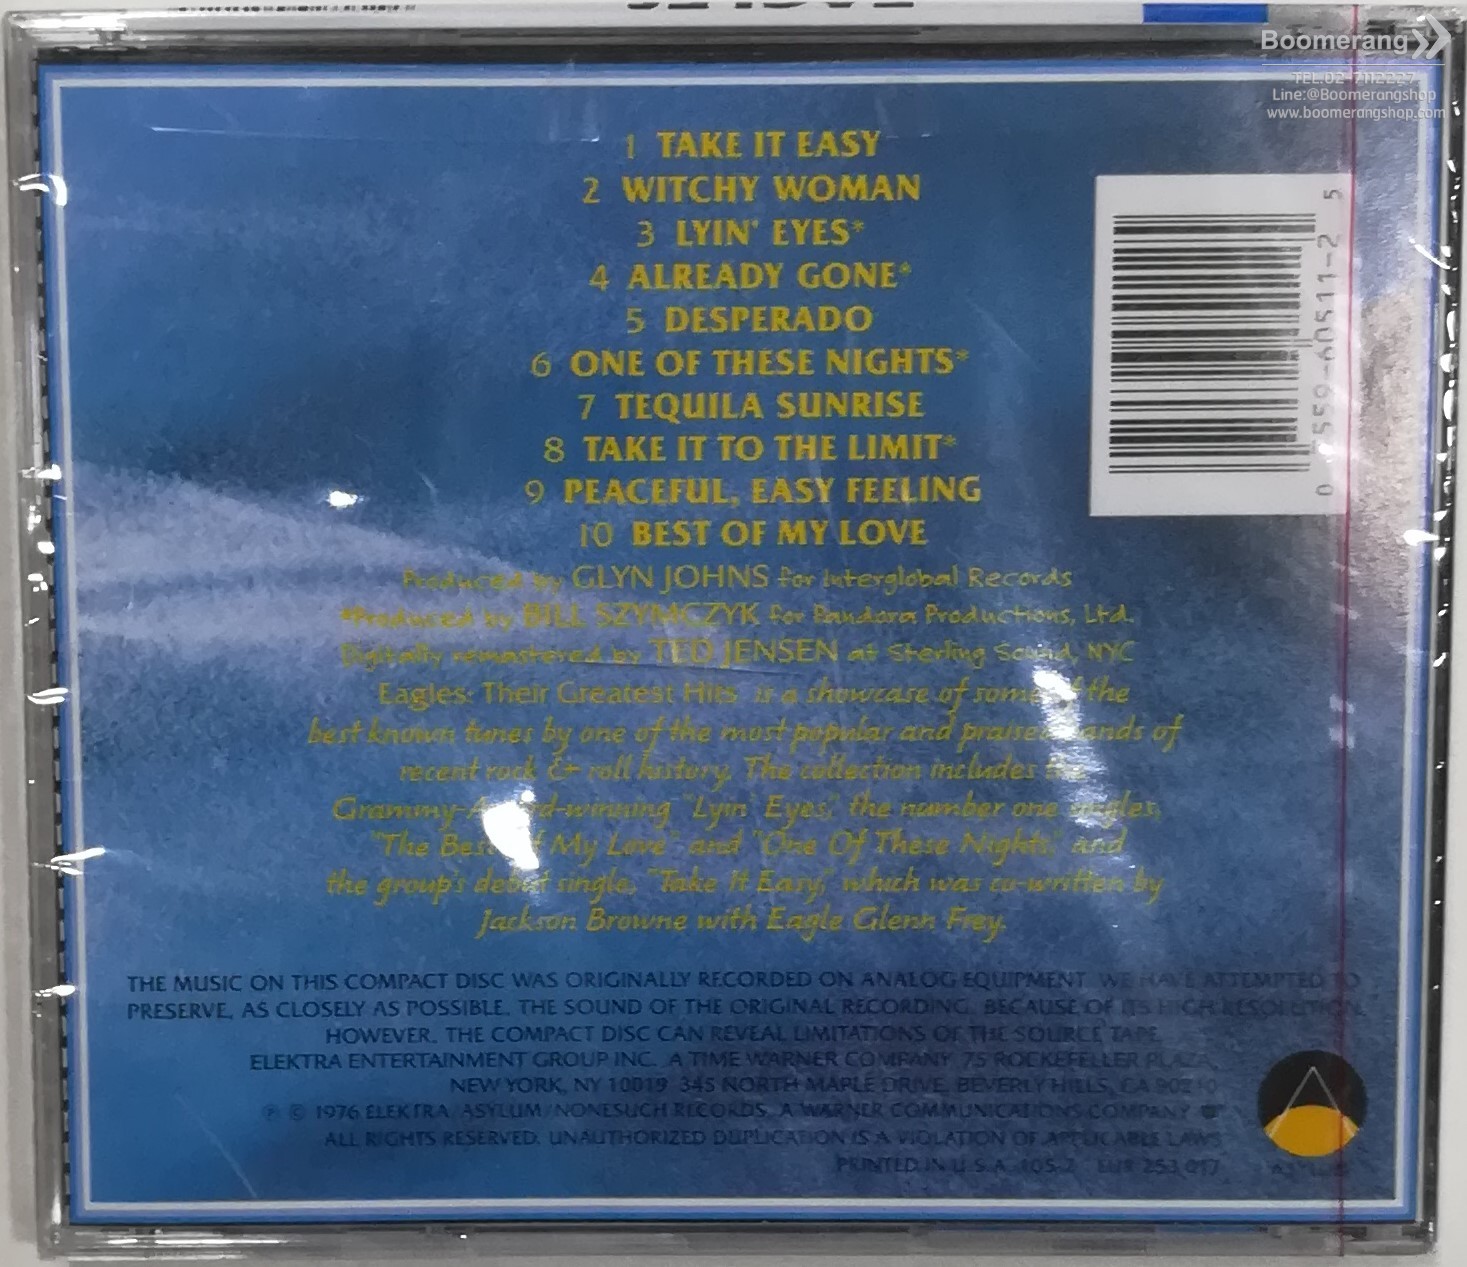 Boomerang
TEL.02-7112227
Line:@Boomerangshop
www.boomerangshop.com
1 TAKE IT EASY
2 WITCHY WOMAN
3 LYIN' EYES*
4 ALREADY GONE*
5 DESPERADO
6 ONE OF THESE NIGHTS*
7 TEQUILA SUNRISE
8 TAKE IT TO THE LIMIT*
9 PEACEFUL, EASY FEELING
10 BEST OF MY LOVE
0 7559-60511-2 5
Produced by GLYN JOHNS for Interglobal Records
*Produced by BILL SZYMCZYK for Pandora Productions, Ltd.
Digitally remastered by TED JENSEN at Sterling Sound, NYC
Eagles: Their Greatest Hits is a showcase of some of the
best known tunes by one of the most popular and praised bands of
recent rock & roll history. The collection includes the
Grammy-Award-winning "Lyin' Eyes," the number one singles,
"The Best of My Love" and "One Of These Nights," and
the group's debut single, "Take It Easy," which was co-written by
Jackson Browne with Eagle Glenn Frey.
THE MUSIC ON THIS COMPACT DISC WAS ORIGINALLY RECORDED ON ANALOG EQUIPMENT. WE HAVE ATTEMPTED TO
PRESERVE, AS CLOSELY AS POSSIBLE, THE SOUND OF THE ORIGINAL RECORDING. BECAUSE OF ITS HIGH RESOLUTION,
HOWEVER, THE COMPACT DISC CAN REVEAL LIMITATIONS OF THE SOURCE TAPE.
ELEKTRA ENTERTAINMENT GROUP INC. A TIME WARNER COMPANY. 75 ROCKEFELLER PLAZA,
NEW YORK, NY 10019 345 NORTH MAPLE DRIVE, BEVERLY HILLS, CA 90210
℗ © 1976 ELEKTRA/ASYLUM/NONESUCH RECORDS, A WARNER COMMUNICATIONS COMPANY
ALL RIGHTS RESERVED. UNAUTHORIZED DUPLICATION IS A VIOLATION OF APPLICABLE LAWS
PRINTED IN U.S.A. 105-2 EUR 253 017
ASYLUM